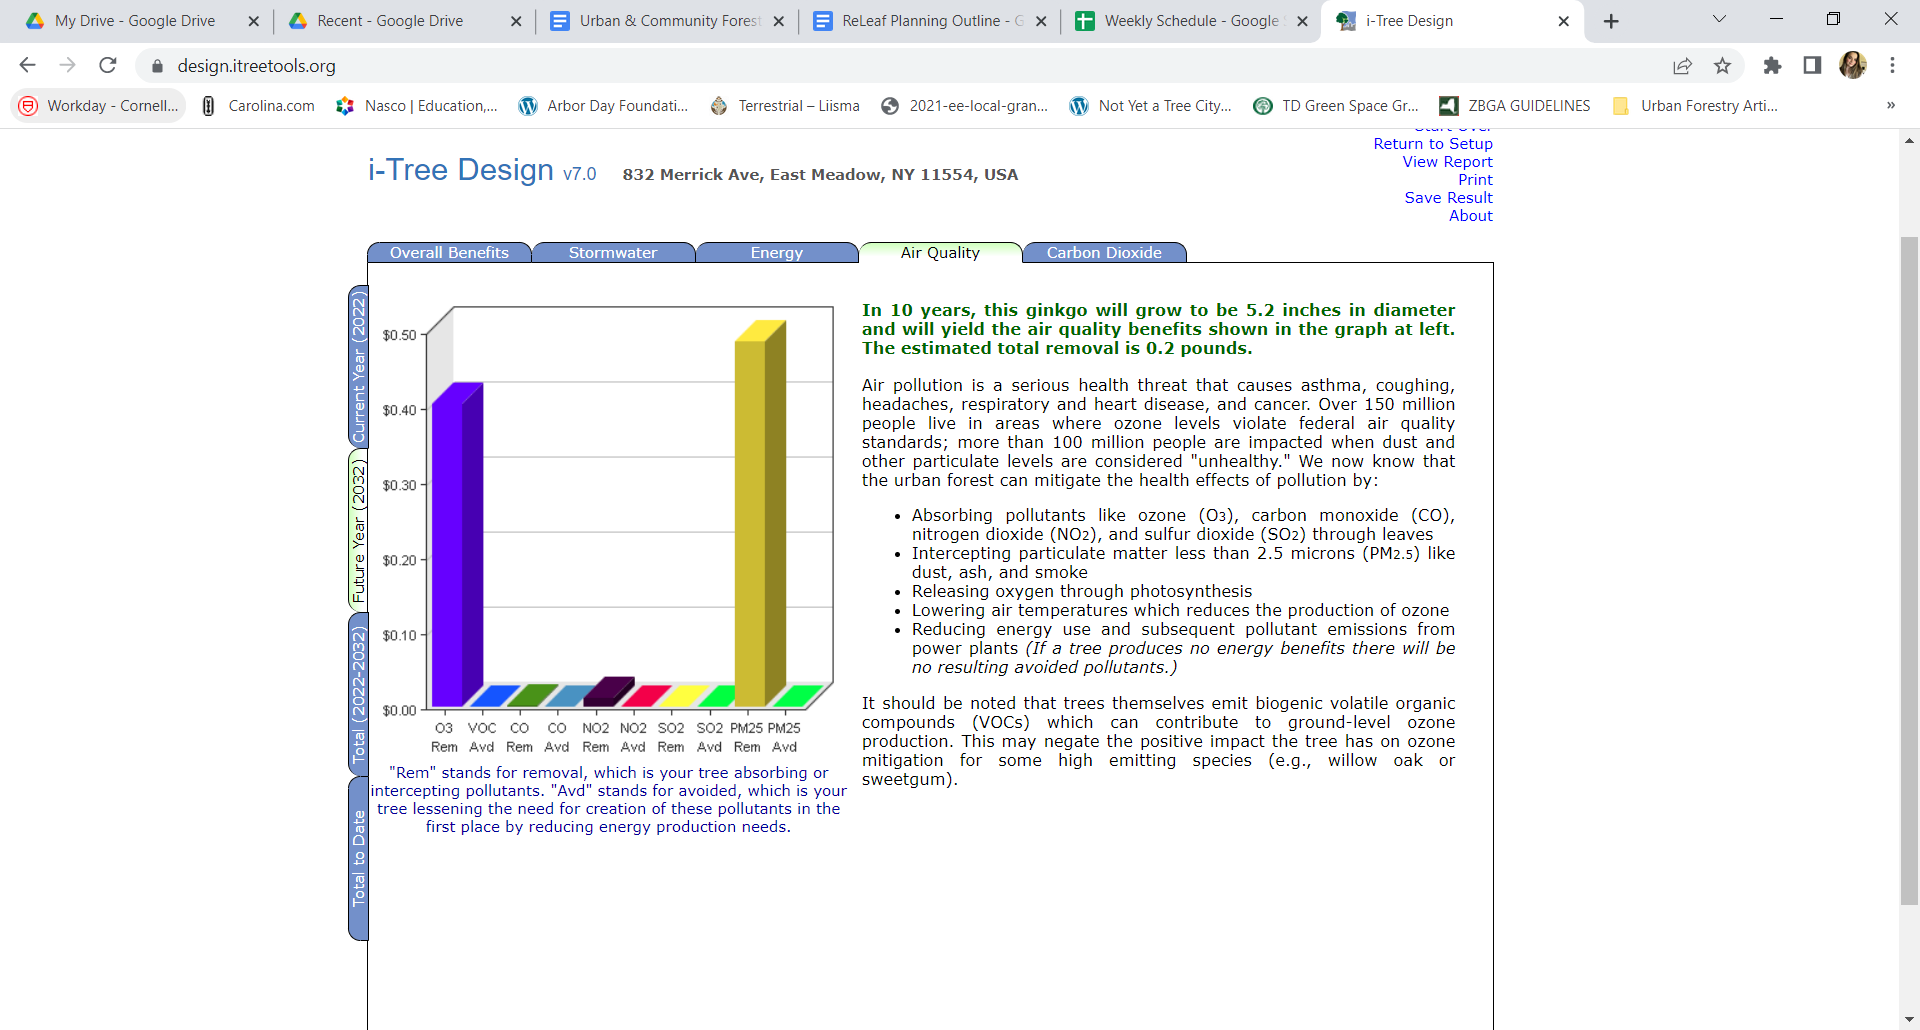 My Drive - Google Drive
Recent - Google Drive
Urban & Community Forest
ReLeaf Planning Outline - G
Weekly Schedule - Google S
i-Tree Design
design.itreetools.org
Workday - Cornell...
Carolina.com
Nasco | Education,...
Arbor Day Foundati...
Terrestrial – Liisma
2021-ee-local-gran...
Not Yet a Tree City...
TD Green Space Gr...
ZBGA GUIDELINES
Urban Forestry Arti...
»
Start Over
Return to Setup
View Report
Print
Save Result
About
i-Tree Design v7.0
832 Merrick Ave, East Meadow, NY 11554, USA
Overall Benefits
Stormwater
Energy
Air Quality
Carbon Dioxide
Current Year (2022)
Future Year (2032)
Total (2022-2032)
Total to Date
$0.50
$0.40
$0.30
$0.20
$0.10
$0.00
O3 VOC CO CO NO2 NO2 SO2 SO2 PM25 PM25
Rem Avd Rem Avd Rem Avd Rem Avd Rem Avd
"Rem" stands for removal, which is your tree absorbing or
intercepting pollutants. "Avd" stands for avoided, which is your
tree lessening the need for creation of these pollutants in the
first place by reducing energy production needs.
In 10 years, this ginkgo will grow to be 5.2 inches in diameter
and will yield the air quality benefits shown in the graph at left.
The estimated total removal is 0.2 pounds.
Air pollution is a serious health threat that causes asthma, coughing,
headaches, respiratory and heart disease, and cancer. Over 150 million
people live in areas where ozone levels violate federal air quality
standards; more than 100 million people are impacted when dust and
other particulate levels are considered "unhealthy." We now know that
the urban forest can mitigate the health effects of pollution by:
• Absorbing pollutants like ozone (O3), carbon monoxide (CO),
nitrogen dioxide (NO2), and sulfur dioxide (SO2) through leaves
• Intercepting particulate matter less than 2.5 microns (PM2.5) like
dust, ash, and smoke
• Releasing oxygen through photosynthesis
• Lowering air temperatures which reduces the production of ozone
• Reducing energy use and subsequent pollutant emissions from
power plants (If a tree produces no energy benefits there will be
no resulting avoided pollutants.)
It should be noted that trees themselves emit biogenic volatile organic
compounds (VOCs) which can contribute to ground-level ozone
production. This may negate the positive impact the tree has on ozone
mitigation for some high emitting species (e.g., willow oak or
sweetgum).